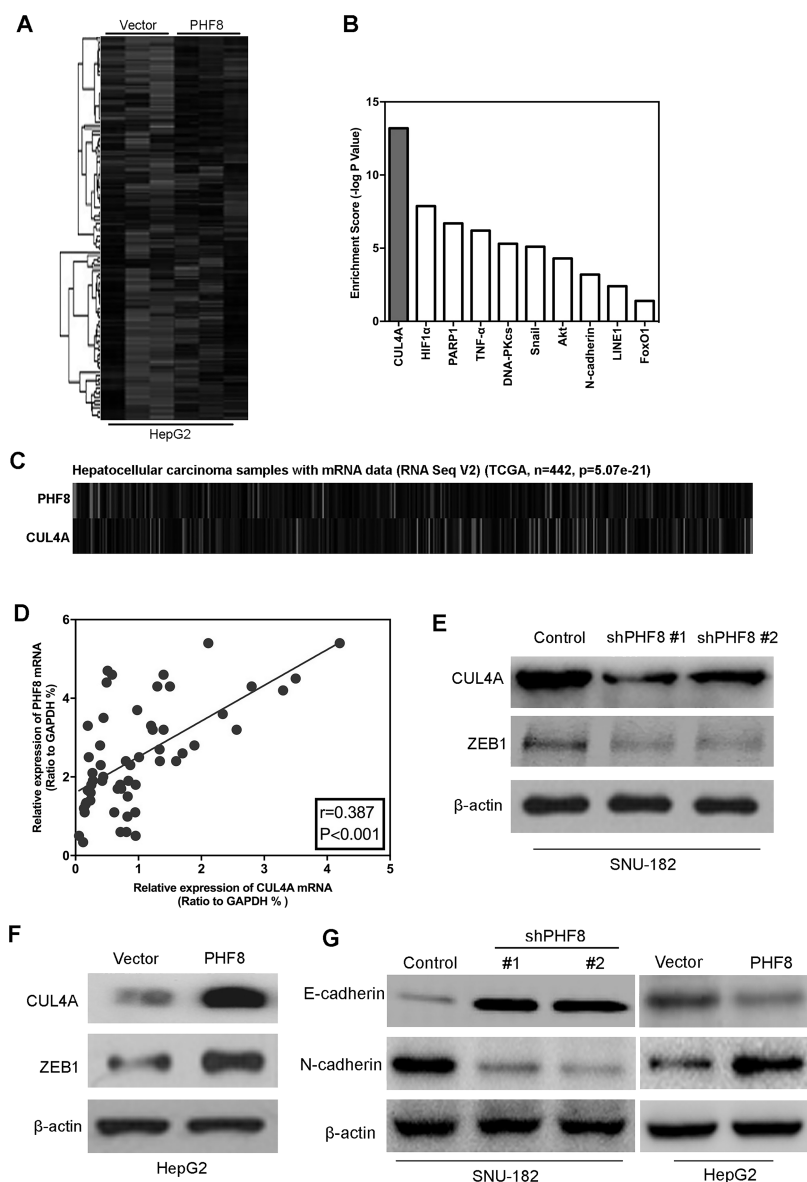 A
Vector PHF8
HepG2
B
Enrichment Score (-log P Value)
15
10
5
0
CUL4A
HIF1α
PARP1
TNF-α
DNA-PKcs
Snail
Akt
N-cadherin
LINE1
FoxO1
C
Hepatocellular carcinoma samples with mRNA data (RNA Seq V2) (TCGA, n=442, p=5.07e-21)
PHF8
CUL4A
D
Relative expression of PHF8 mRNA
(Ratio to GAPDH %)
6
4
2
0
0 1 2 3 4 5
r=0.387
P<0.001
Relative expression of CUL4A mRNA
(Ratio to GAPDH % )
E
Control shPHF8 #1 shPHF8 #2
CUL4A
ZEB1
β-actin
SNU-182
F
Vector PHF8
CUL4A
ZEB1
β-actin
HepG2
G
shPHF8
Control #1 #2 Vector PHF8
E-cadherin
N-cadherin
β-actin
SNU-182 HepG2